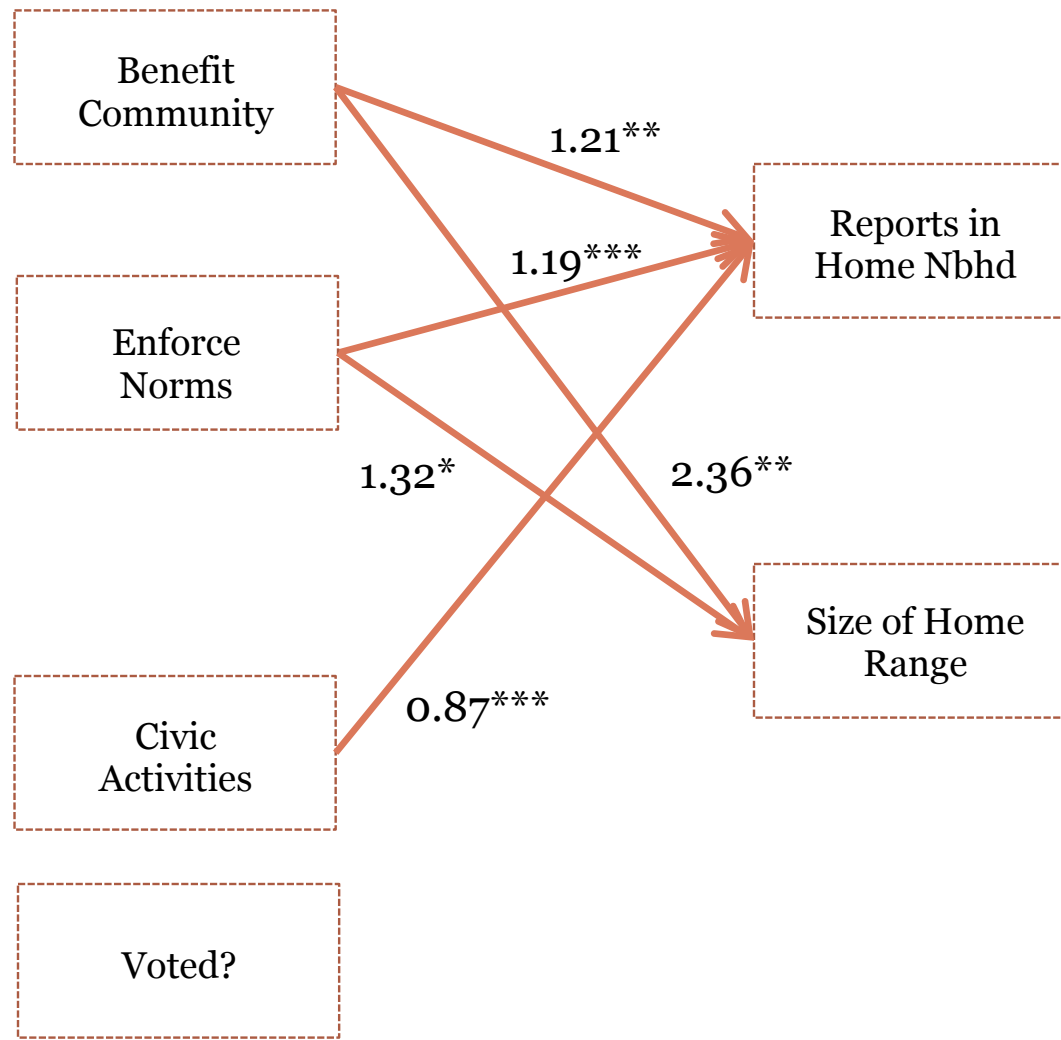 Benefit
Community
1.21**
Reports in
Home Nbhd
1.19***
Enforce
Norms
1.32*
2.36**
Size of Home
Range
0.87***
Civic
Activities
Voted?